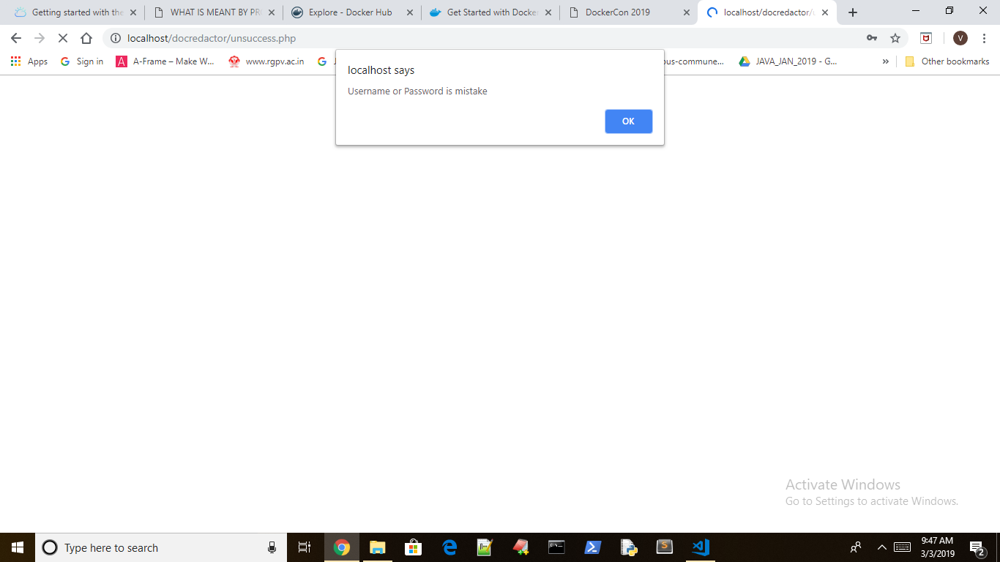 Getting started with the
WHAT IS MEANT BY PR
Explore - Docker Hub
Get Started with Docker
DockerCon 2019
localhost/docredactor/u
localhost/docredactor/unsuccess.php
V
Apps
Sign in
A-Frame – Make W...
www.rgpv.ac.in
ous-commune...
JAVA_JAN_2019 - G...
Other bookmarks
localhost says
Username or Password is mistake
OK
Activate Windows
Go to Settings to activate Windows.
Type here to search
9:47 AM
3/3/2019
2